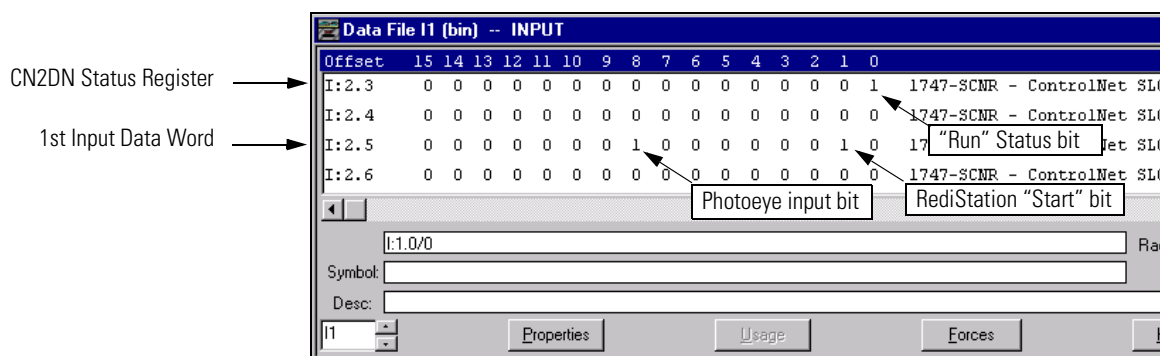 Data File I1 (bin) -- INPUT
Offset 15 14 13 12 11 10 9 8 7 6 5 4 3 2 1 0
CN2DN Status Register
I:2.3 0 0 0 0 0 0 0 0 0 0 0 0 0 0 0 1 1747-SCNR - ControlNet SL
I:2.4 0 0 0 0 0 0 0 0 0 0 0 0 0 0 0 0 1747-SCNR - ControlNet SL
"Run" Status bit
1st Input Data Word
I:2.5 0 0 0 0 0 0 0 1 0 0 0 0 0 0 1 0 17 et SL
I:2.6 0 0 0 0 0 0 0 0 0 0 0 0 0 0 0 0 1747-SCNR - ControlNet SL
Photoeye input bit
RediStation "Start" bit
I:1.0/0
Ra
Symbol:
Desc:
I1
Properties
Usage
Forces